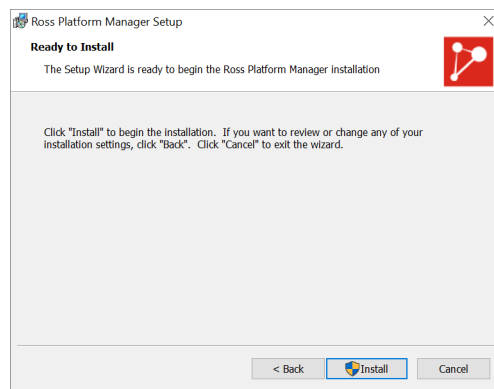 Ross Platform Manager Setup
Ready to Install
The Setup Wizard is ready to begin the Ross Platform Manager installation
Click "Install" to begin the installation.  If you want to review or change any of your
installation settings, click "Back".  Click "Cancel" to exit the wizard.
< Back
Install
Cancel